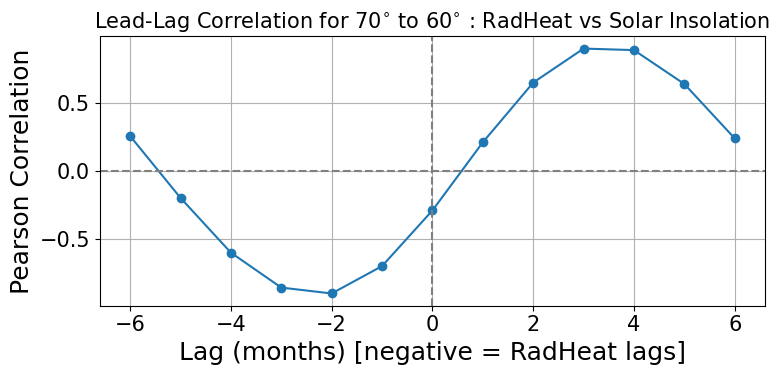 Lead-Lag Correlation for 70° to 60° : RadHeat vs Solar Insolation
Pearson Correlation
0.5
0.0
−0.5
−6 −4 −2 0 2 4 6
Lag (months) [negative = RadHeat lags]